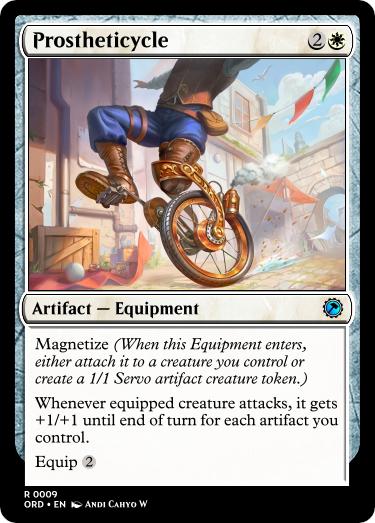 Prostheticycle 2
Artifact — Equipment
Magnetize (When this Equipment enters,
either attach it to a creature you control or
create a 1/1 Servo artifact creature token.)
Whenever equipped creature attacks, it gets
+1/+1 until end of turn for each artifact you
control.
Equip 2
R 0009
ORD • EN Andi Cahyo W